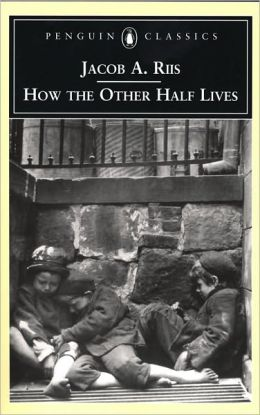 PENGUIN CLASSICS
JACOB A. RIIS
HOW THE OTHER HALF LIVES